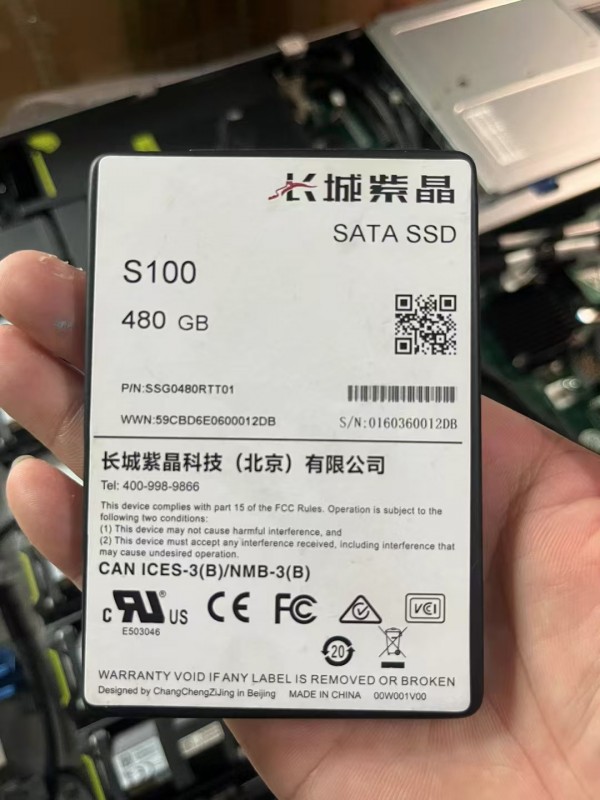 长城紫晶
SATA SSD
S100
480 GB
P/N:SSG0480RTT01
WWN:59CBD6E0600012DB
S/N:0160360012DB
长城紫晶科技（北京）有限公司
Tel: 400-998-9866
This device complies with part 15 of the FCC Rules. Operation is subject to the
following two conditions:
(1) This device may not cause harmful interference, and
(2) This device must accept any interference received, including interference that
may cause undesired operation.
CAN ICES-3(B)/NMB-3(B)
C RU ® US
E503046
CE
FC
VCI
20
WARRANTY VOID IF ANY LABEL IS REMOVED OR BROKEN
Designed by ChangChengZiJing in Beijing MADE IN CHINA 00W001V00